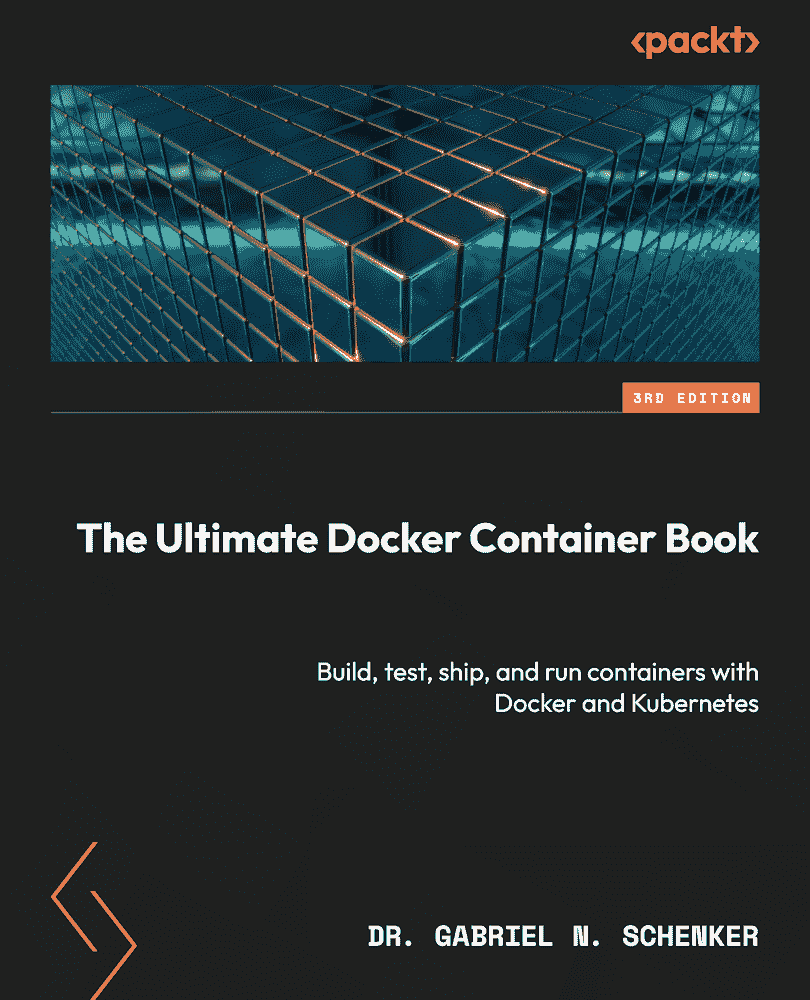 <packt>
3RD EDITION
The Ultimate Docker Container Book
Build, test, ship, and run containers with
Docker and Kubernetes
DR. GABRIEL N. SCHENKER